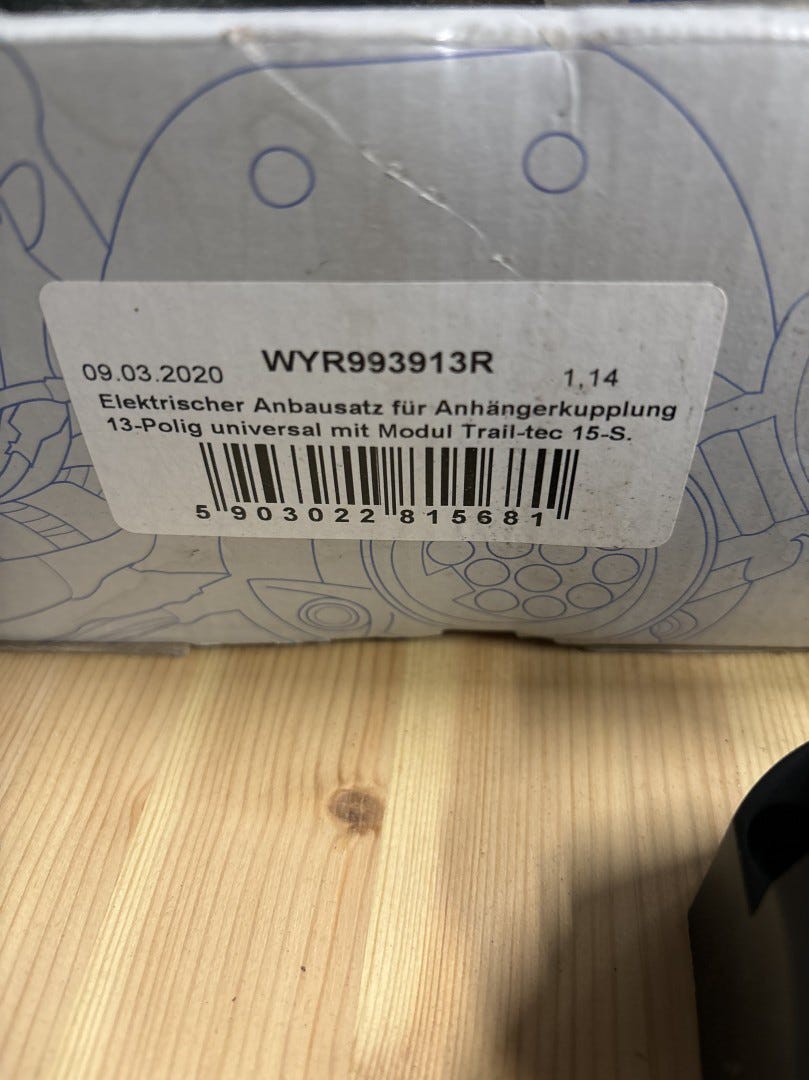 WYR993913R
09.03.2020 1,14
Elektrischer Anbausatz für Anhängerkupplung
13-Polig universal mit Modul Trail-tec 15-S.
5 903022 815681